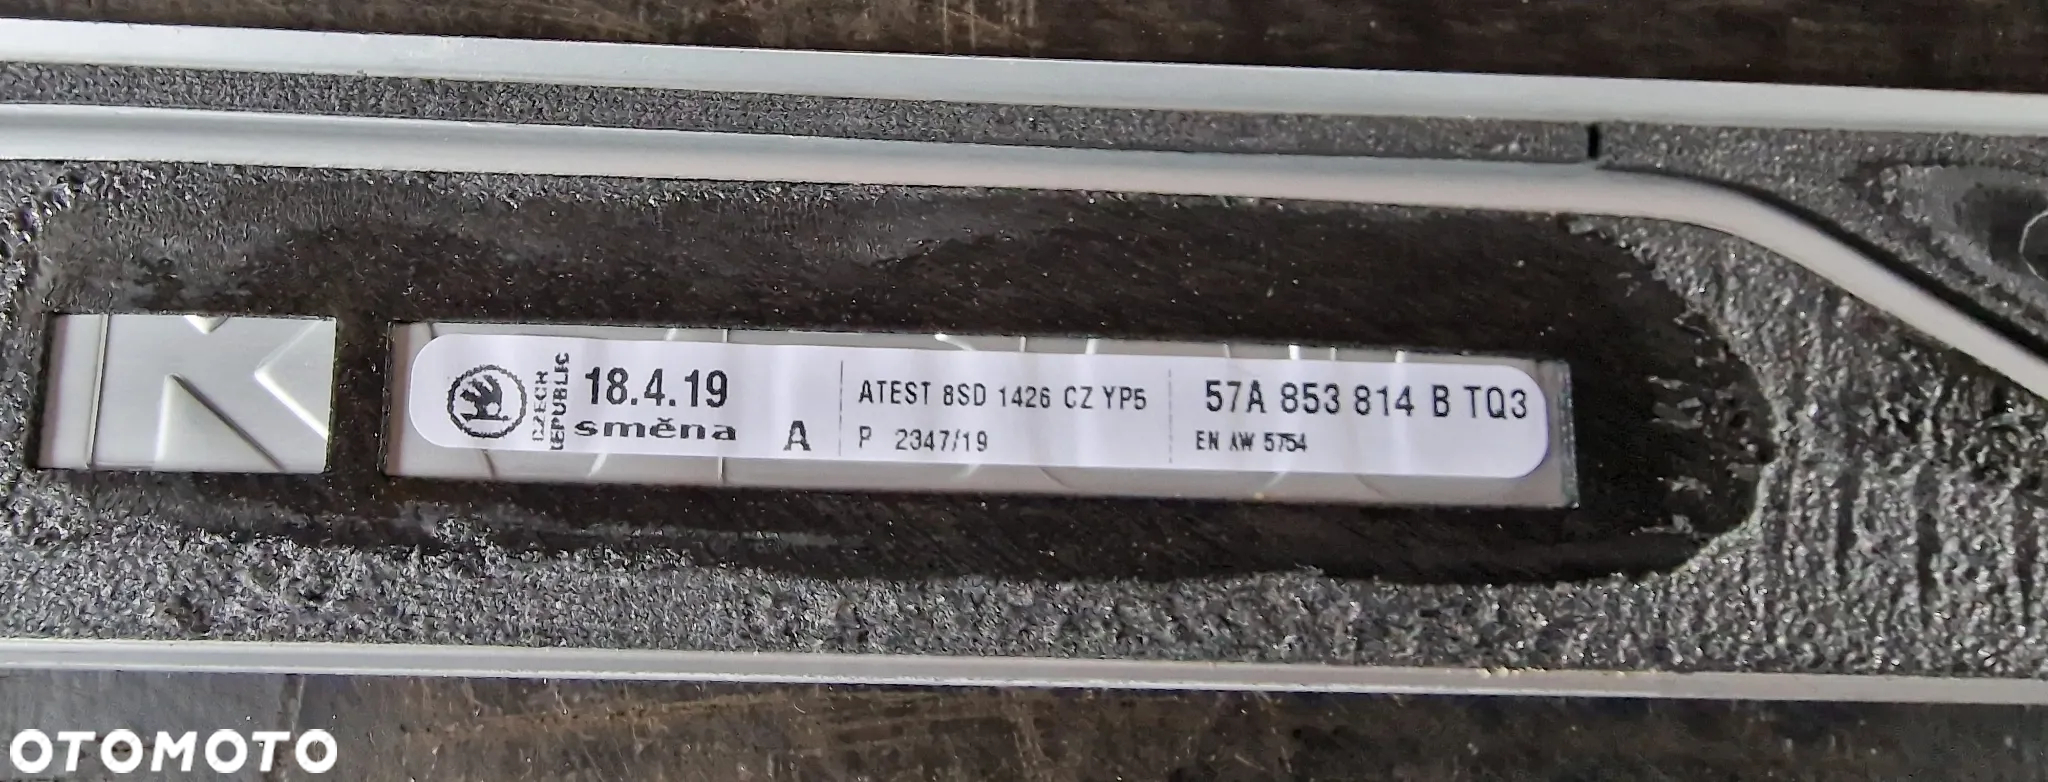 CZECH
REPUBLIC
18.4.19
směna A
ATEST 8SD 1426 CZ YP5
P 2347/19
57A 853 814 B TQ3
EN AW 5754
OTOMOTO